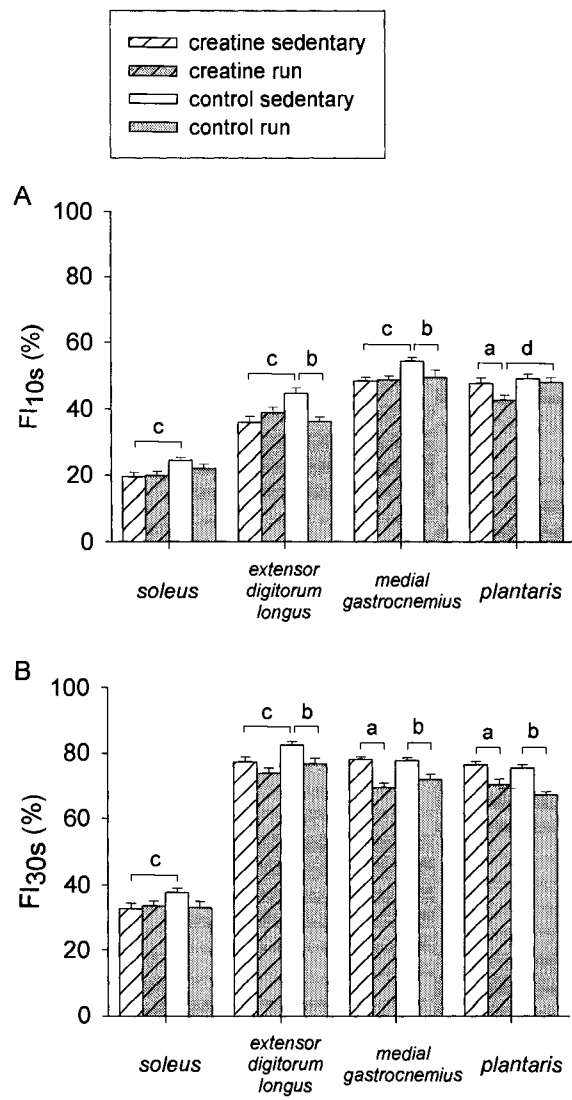 creatine sedentary
creatine run
control sedentary
control run
A
100
80
60
40
20
0
FI10s (%)
c
c
b
c
b
a
d
soleus
extensor
digitorum
longus
medial
gastrocnemius
plantaris
B
100
80
60
40
20
0
FI30s (%)
c
c
b
a
b
a
b
soleus
extensor
digitorum
longus
medial
gastrocnemius
plantaris